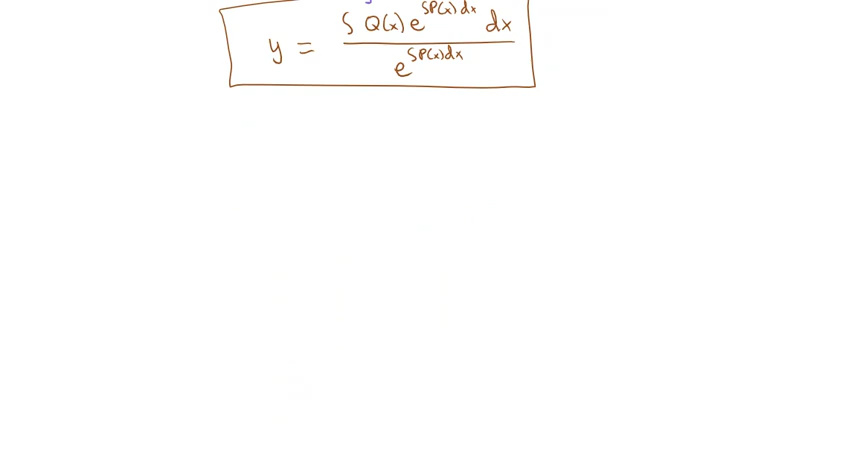 y = ∫ Q(x) e^{∫P(x) dx} dx / e^{∫P(x)dx}